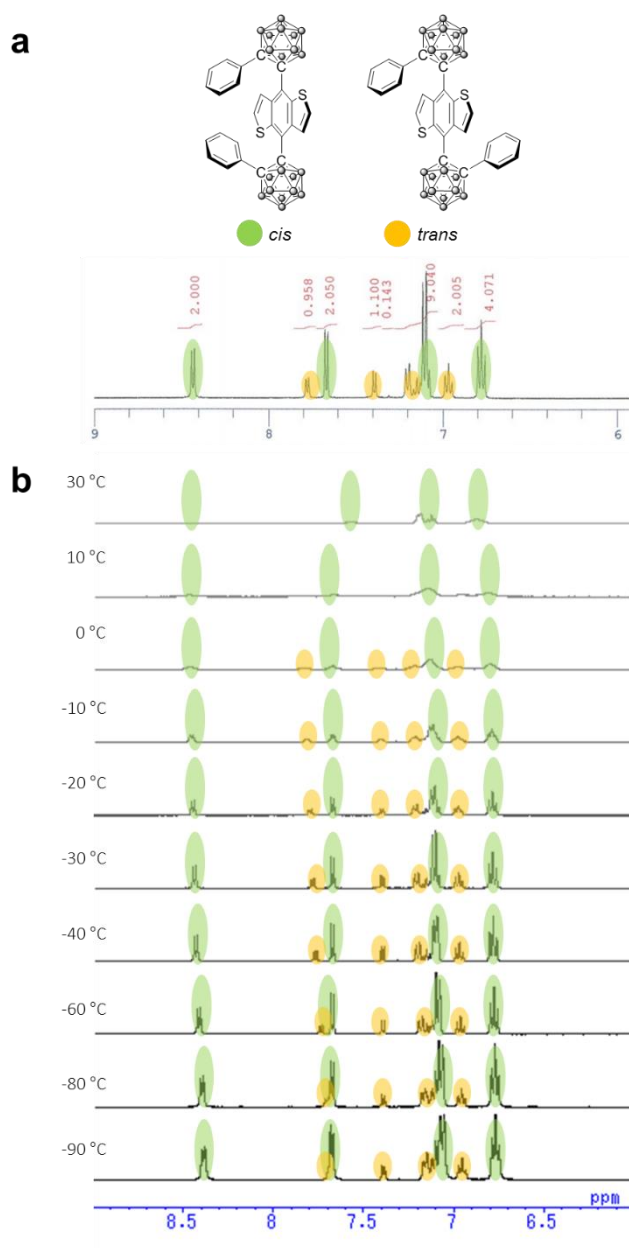 a
C C C C
S S S S
C C C C
cis trans
2.000 0.958 2.050 1.100 0.143 9.040 2.005 4.071
9 8 7 6
b
30 °C
10 °C
0 °C
-10 °C
-20 °C
-30 °C
-40 °C
-60 °C
-80 °C
-90 °C
ppm
8.5 8 7.5 7 6.5